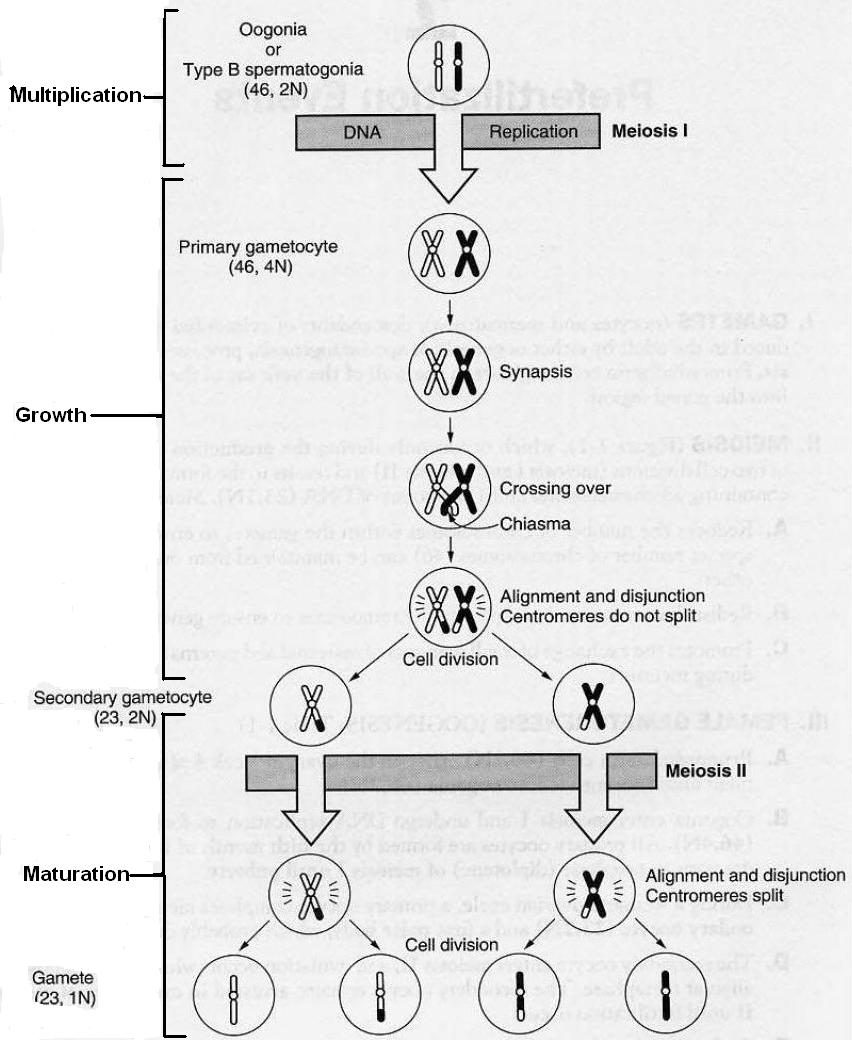 Oogonia
or
Type B spermatogonia
(46, 2N)
Multiplication
DNA Replication Meiosis I
Primary gametocyte
(46, 4N)
Synapsis
Growth
Crossing over
Chiasma
Alignment and disjunction
Centromeres do not split
Cell division
Secondary gametocyte
(23, 2N)
Meiosis II
Maturation
Alignment and disjunction
Centromeres split
Cell division
Gamete
(23, 1N)